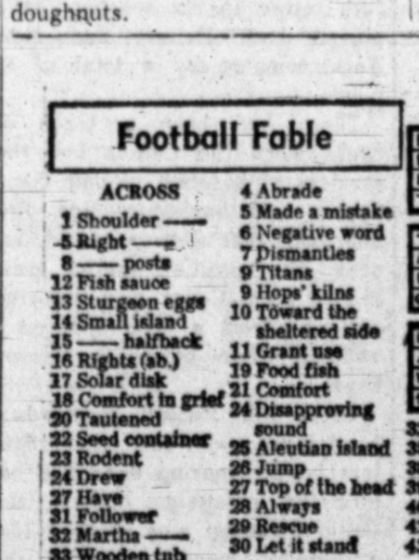 doughnuts.
Football Fable
ACROSS
1 Shoulder ——
5 Right ——
8 —— posts
12 Fish sauce
13 Sturgeon eggs
14 Small island
15 —— halfback
16 Rights (ab.)
17 Solar disk
18 Comfort in grief
20 Tautened
22 Seed container
23 Rodent
24 Drew
27 Have
31 Follower
32 Martha ——
33 Wooden tub
4 Abrade
5 Made a mistake
6 Negative word
7 Dismantles
9 Titans
9 Hops' kilns
10 Toward the
sheltered side
11 Grant use
19 Food fish
21 Comfort
24 Disapproving
sound
25 Aleutian island
26 Jump
27 Top of the head
28 Always
29 Rescue
30 Let it stand